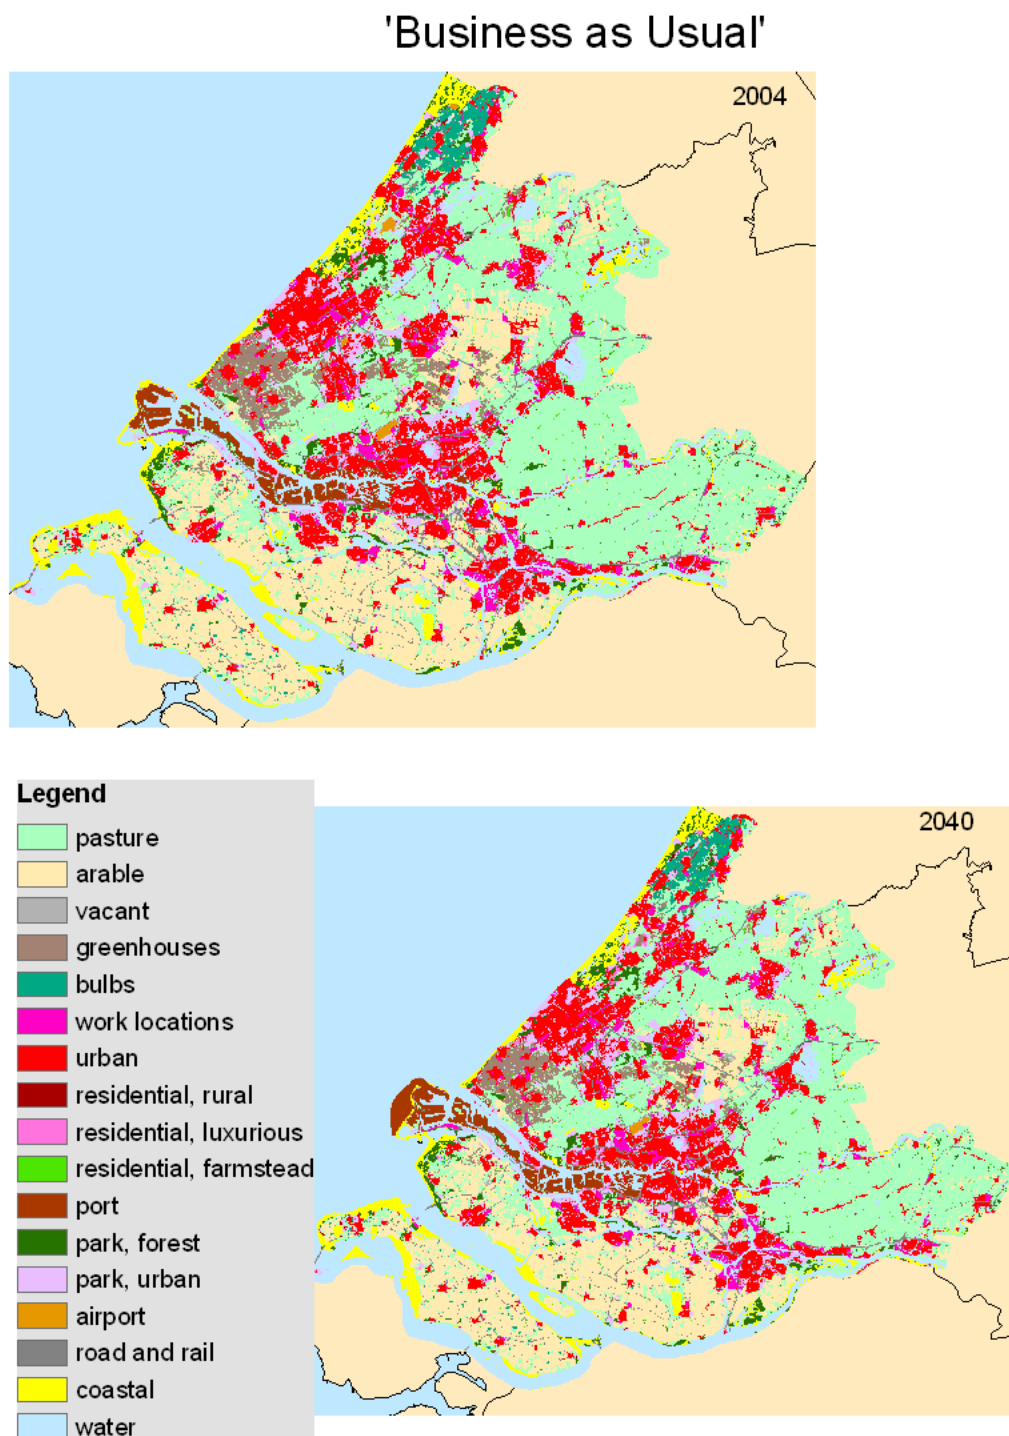 'Business as Usual'
2004
Legend
pasture
arable
vacant
greenhouses
bulbs
work locations
urban
residential, rural
residential, luxurious
residential, farmstead
port
park, forest
park, urban
airport
road and rail
coastal
water
2040